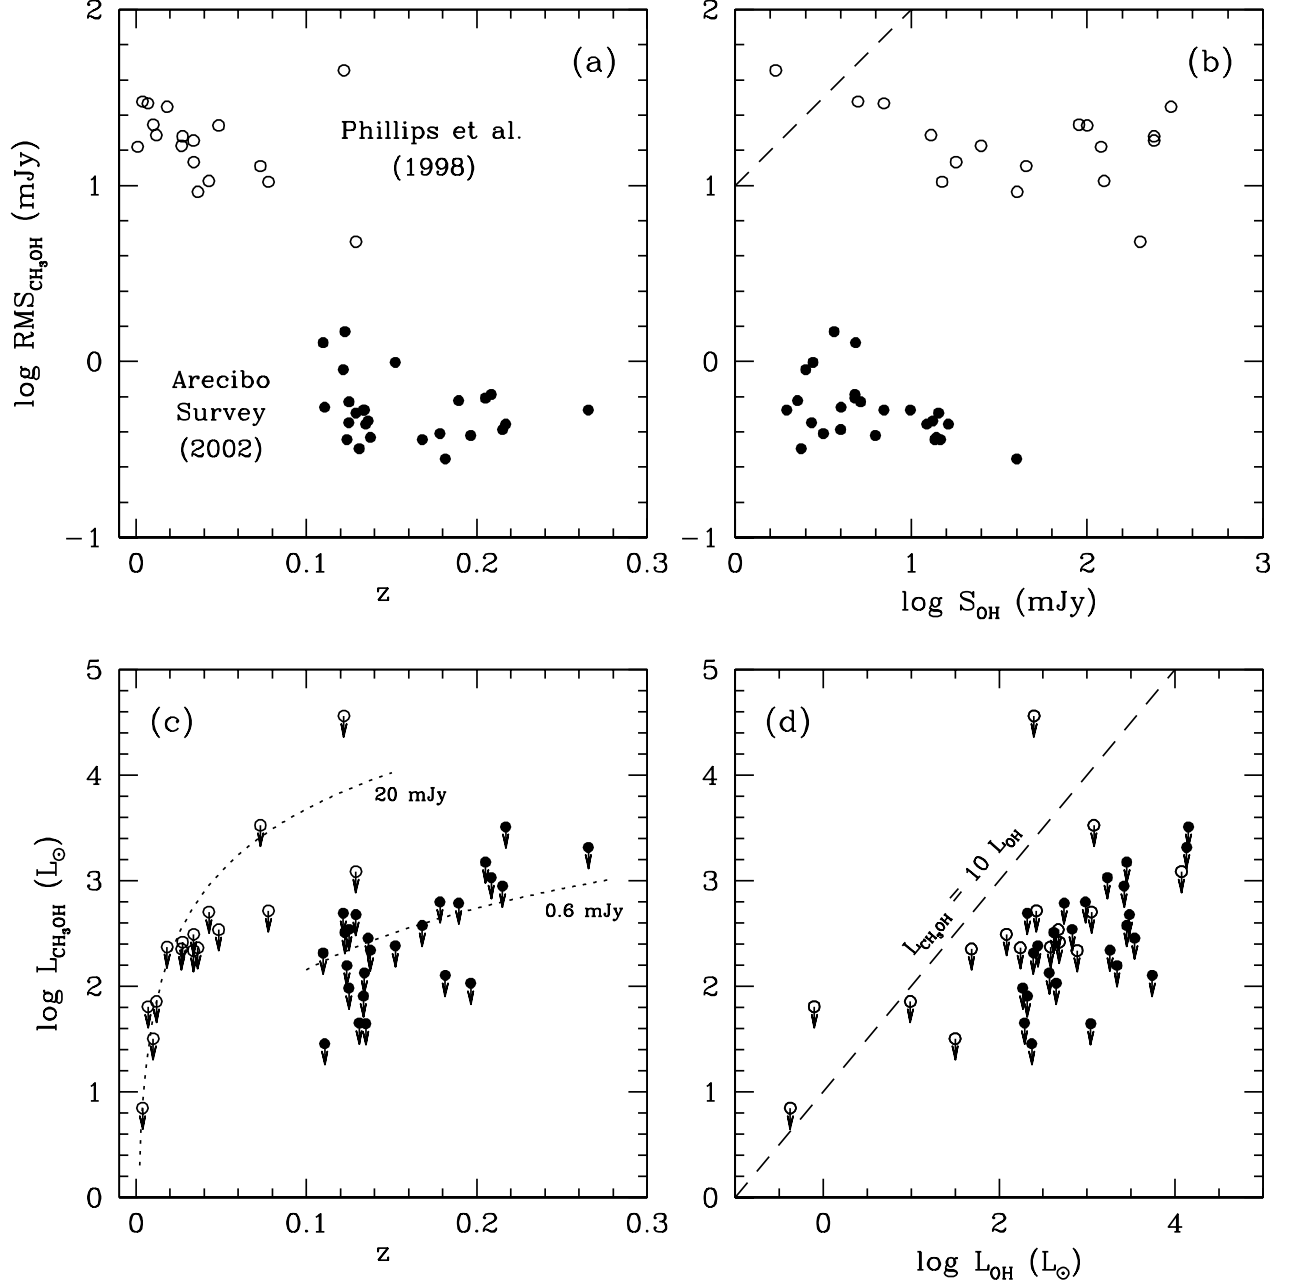 2
1
0
−1
0
0.1
0.2
0.3
z
log RMS_CH₃OH (mJy)
(a)
Phillips et al.
(1998)
Arecibo
Survey
(2002)
2
1
0
−1
0
1
2
3
log S_OH (mJy)
(b)
5
4
3
2
1
0
0
0.1
0.2
0.3
z
log L_CH₃OH (L⊙)
(c)
20 mJy
0.6 mJy
5
4
3
2
1
0
0
2
4
log L_OH (L⊙)
(d)
L_CH₃OH = 10 L_OH